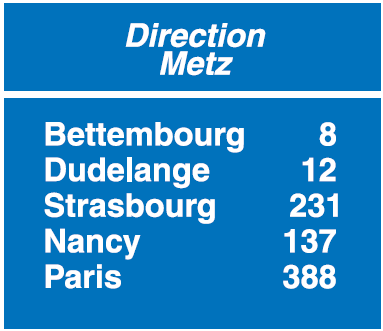 Direction
Metz
Bettembourg 8
Dudelange 12
Strasbourg 231
Nancy 137
Paris 388